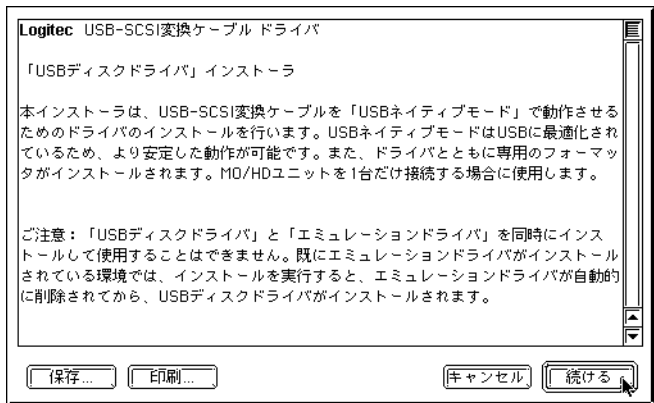 Logitec USB-SCSI変換ケーブル ドライバ
「USBディスクドライバ」インストーラ
本インストーラは、USB-SCSI変換ケーブルを「USBネイティブモード」で動作させる
ためのドライバのインストールを行います。USBネイティブモードはUSBに最適化され
ているため、より安定した動作が可能です。また、ドライバとともに専用のフォーマッ
タがインストールされます。MO/HDユニットを1台だけ接続する場合に使用します。
ご注意：「USBディスクドライバ」と「エミュレーションドライバ」を同時にインス
トールして使用することはできません。既にエミュレーションドライバがインストール
されている環境では、インストールを実行すると、エミュレーションドライバが自動的
に削除されてから、USBディスクドライバがインストールされます。
保存... 印刷... キャンセル 続ける